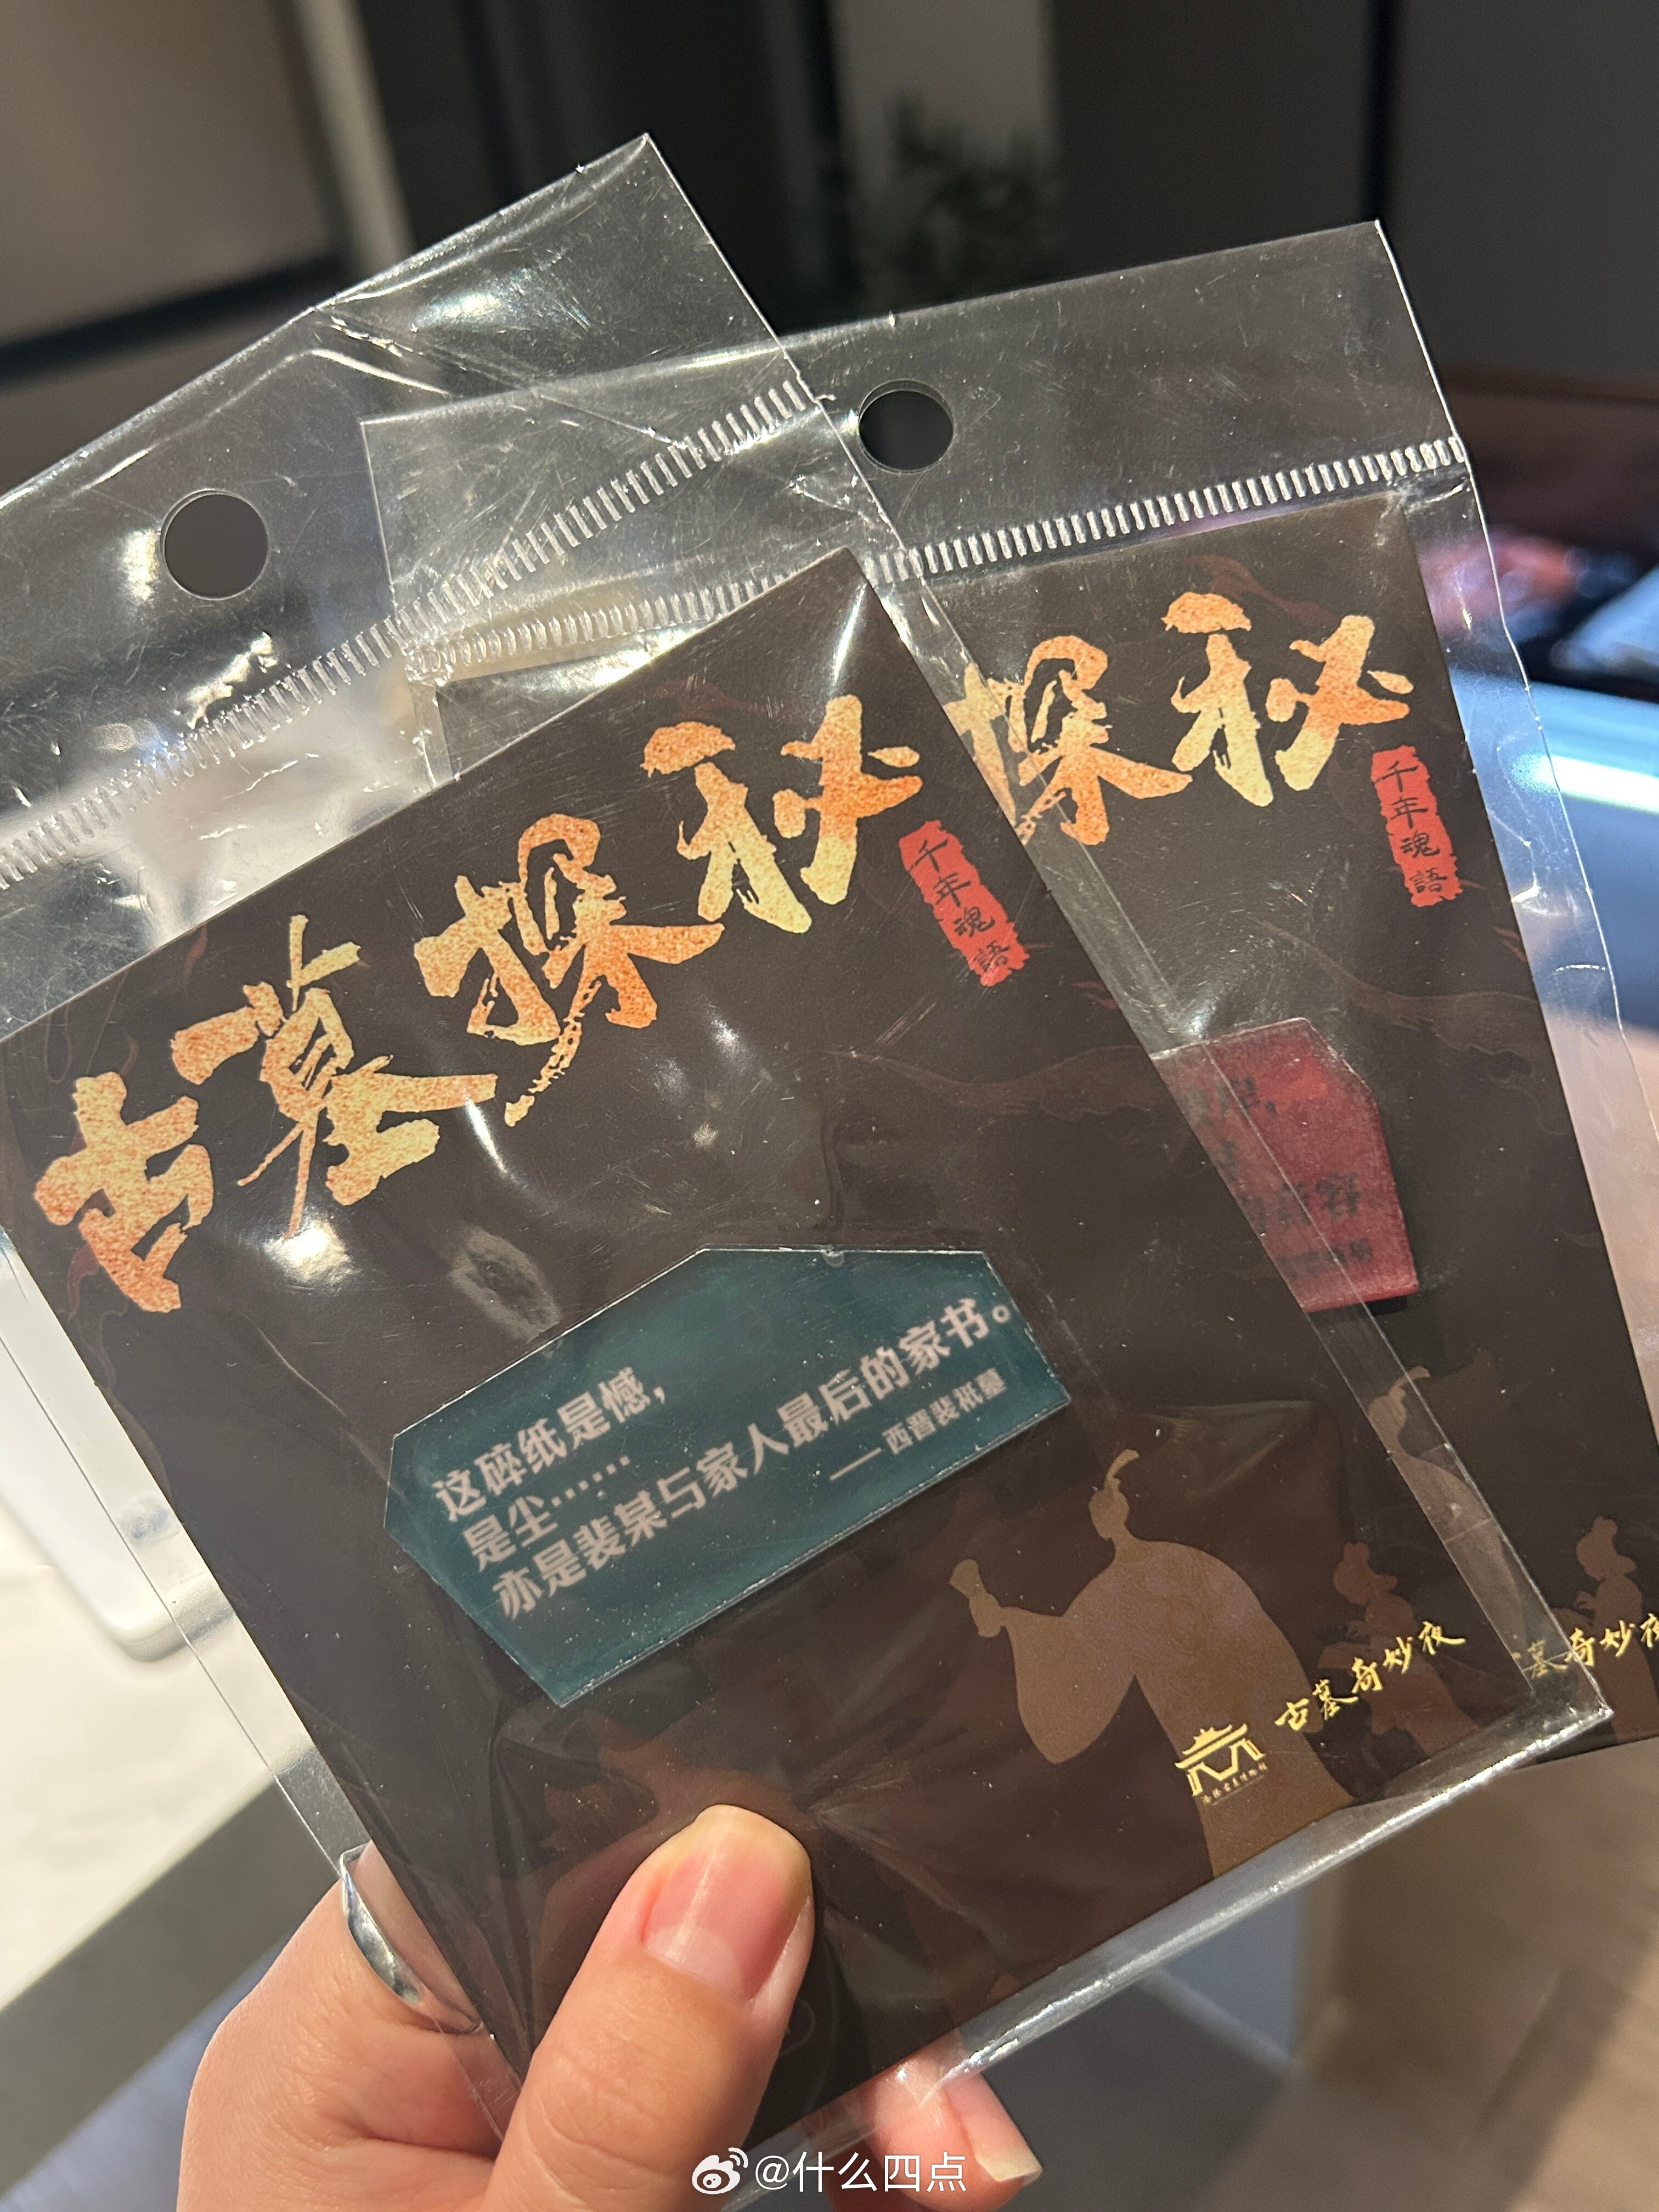 古墓探秘
千年魂語
这碎纸是憾，
是尘……
亦是裴某与家人最后的家书。
——西晋裴祇墓
古墓奇妙夜
探秘
千年魂語
墓奇妙夜
@什么四点